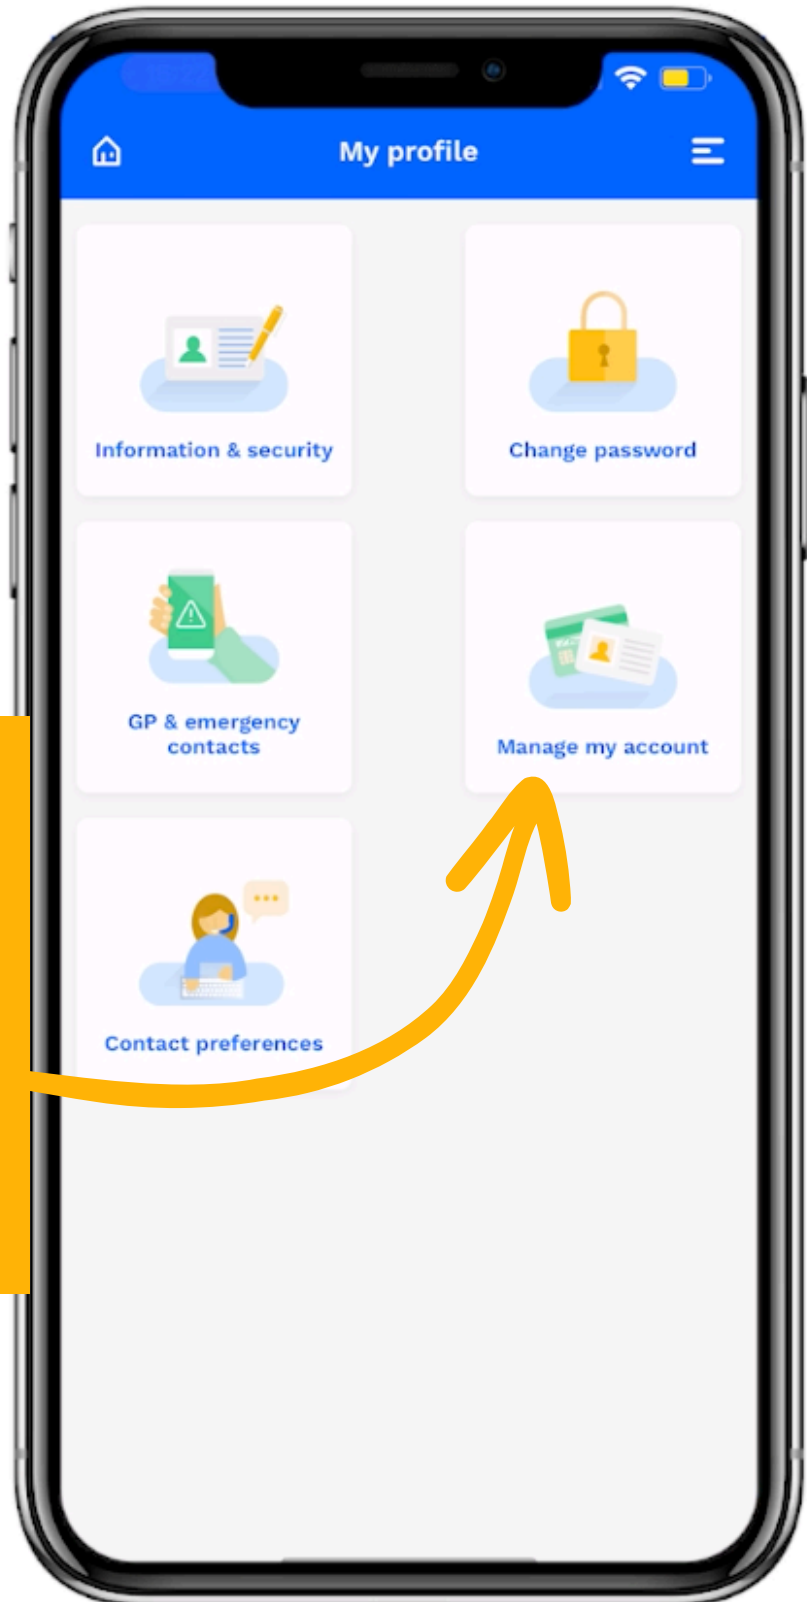 My profile
Information & security
Change password
GP & emergency
contacts
Manage my account
Contact preferences